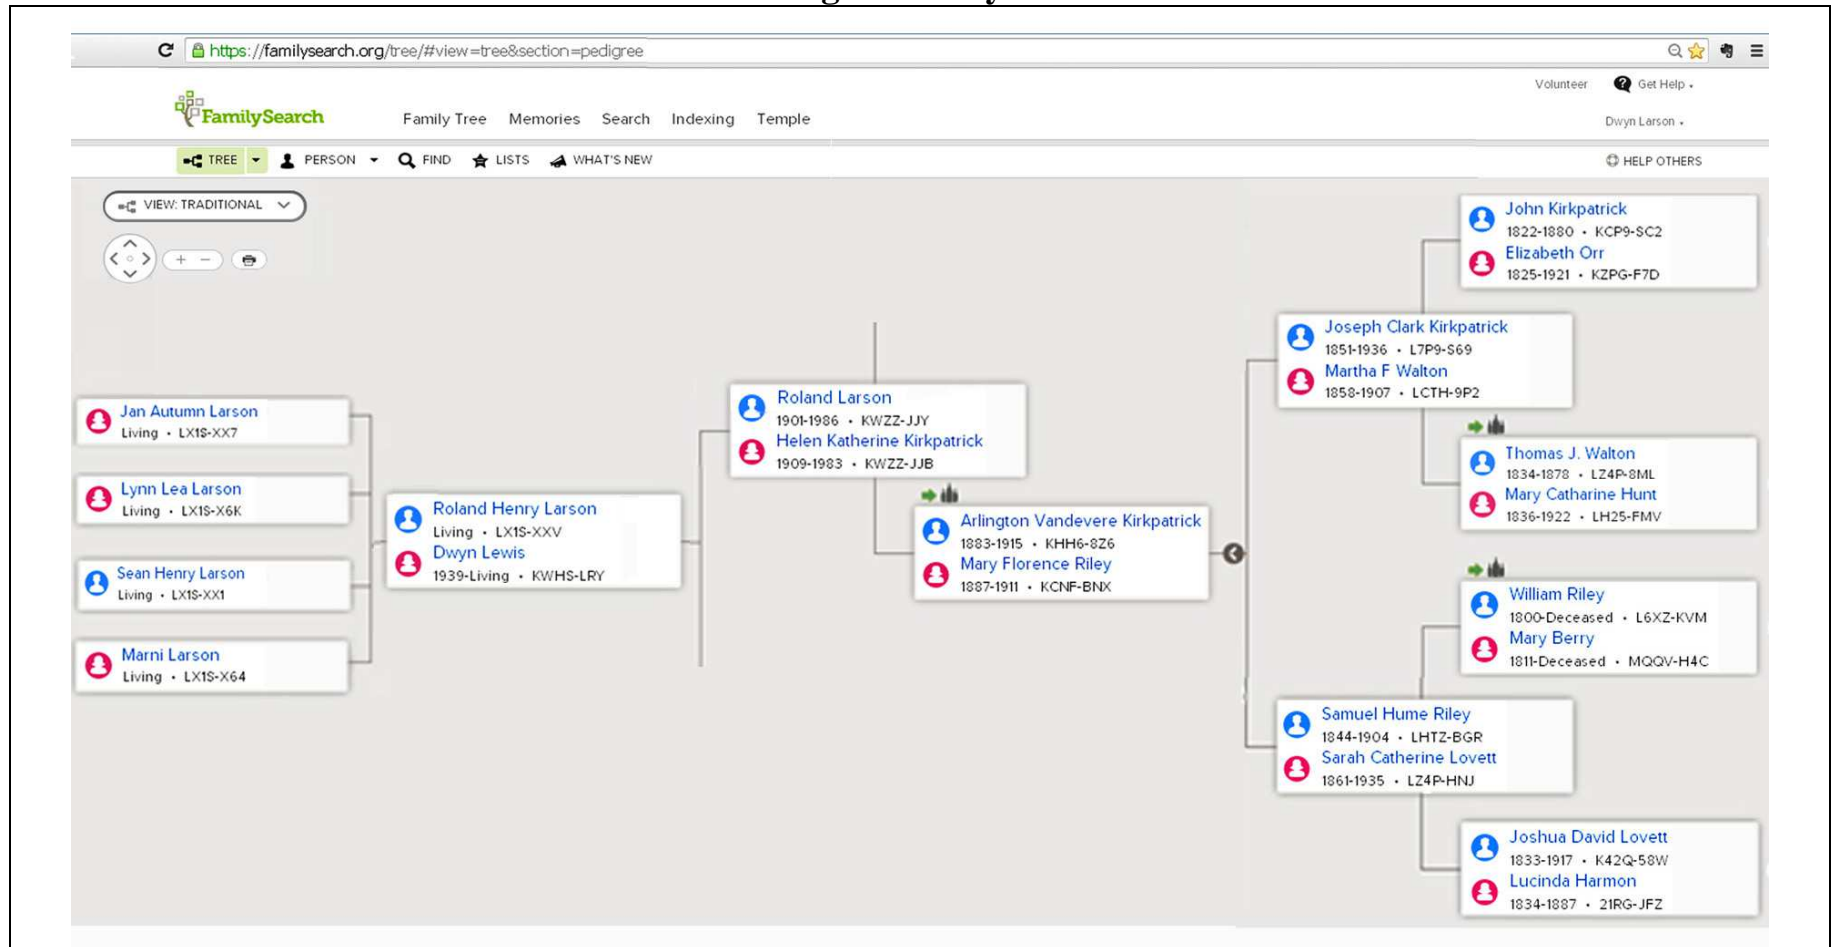 https://familysearch.org/tree/#view=tree&section=pedigree
Volunteer
Get Help
FamilySearch
Family Tree Memories Search Indexing Temple
Dwyn Larson
TREE PERSON FIND LISTS WHAT'S NEW
HELP OTHERS
VIEW: TRADITIONAL
Jan Autumn Larson
Living • LX1S-XX7
Lynn Lea Larson
Living • LX1S-X6K
Sean Henry Larson
Living • LX1S-XX1
Marni Larson
Living • LX1S-X64
Roland Henry Larson
Living • LX1S-XXV
Dwyn Lewis
1939-Living • KWHS-LRY
Roland Larson
1901-1986 • KWZZ-JJY
Helen Katherine Kirkpatrick
1909-1983 • KWZZ-JJB
Arlington Vandevere Kirkpatrick
1883-1915 • KHH6-8Z6
Mary Florence Riley
1887-1911 • KCNF-BNX
Joseph Clark Kirkpatrick
1851-1936 • L7P9-S69
Martha F Walton
1858-1907 • LCTH-9P2
Samuel Hume Riley
1844-1904 • LHTZ-BGR
Sarah Catherine Lovett
1861-1935 • LZ4P-HNJ
John Kirkpatrick
1822-1880 • KCP9-SC2
Elizabeth Orr
1825-1921 • KZPG-F7D
Thomas J. Walton
1834-1878 • LZ4P-8ML
Mary Catharine Hunt
1836-1922 • LH25-FMV
William Riley
1800-Deceased • L6XZ-KVM
Mary Berry
1811-Deceased • MQQV-H4C
Joshua David Lovett
1833-1917 • K42Q-58W
Lucinda Harmon
1834-1887 • 21RG-JFZ